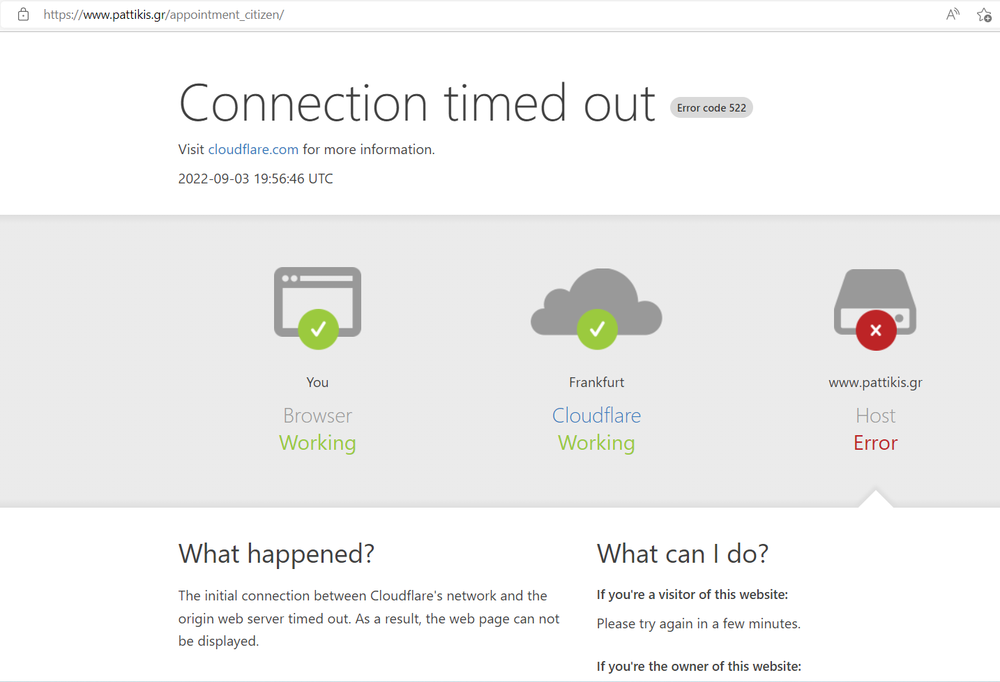 https://www.pattikis.gr/appointment_citizen/
Connection timed out Error code 522
Visit cloudflare.com for more information.
2022-09-03 19:56:46 UTC
You
Browser
Working
Frankfurt
Cloudflare
Working
www.pattikis.gr
Host
Error
What happened?
The initial connection between Cloudflare's network and the
origin web server timed out. As a result, the web page can not
be displayed.
What can I do?
If you're a visitor of this website:
Please try again in a few minutes.
If you're the owner of this website: